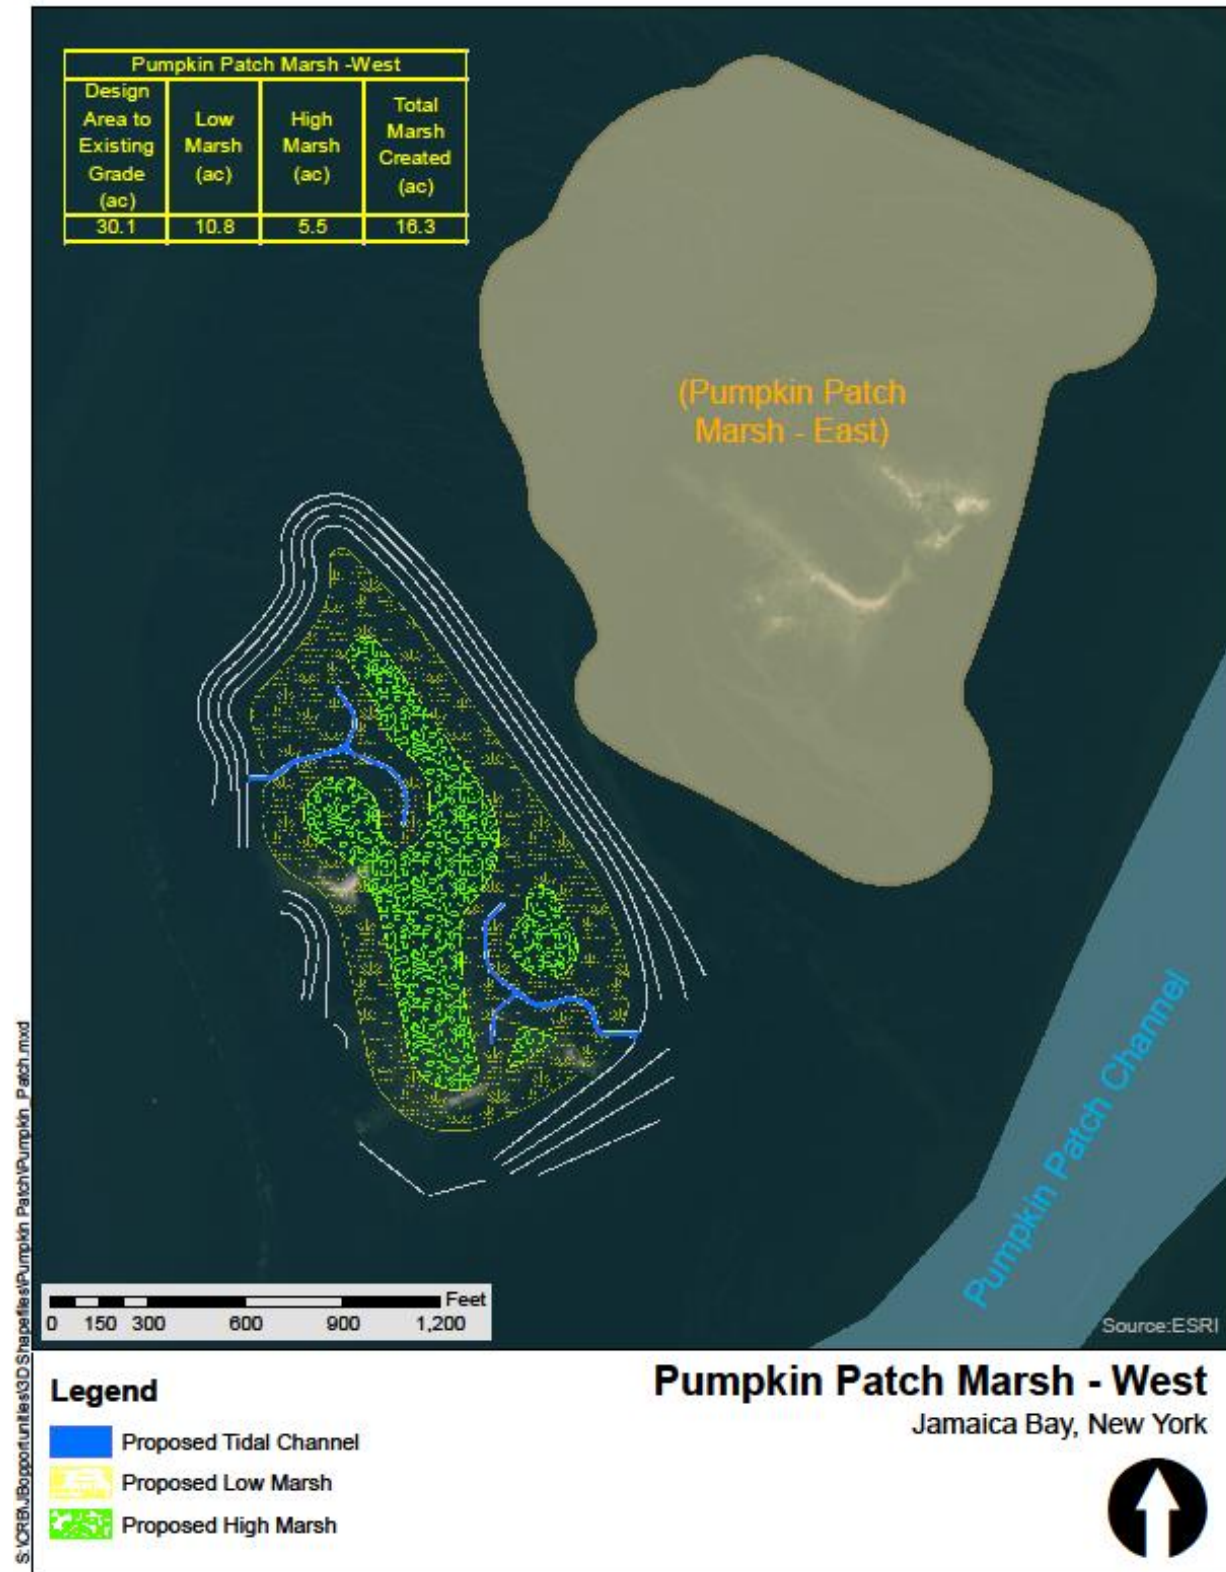 Pumpkin Patch Marsh -West
Design Area to Existing Grade (ac)
Low Marsh (ac)
High Marsh (ac)
Total Marsh Created (ac)
30.1 10.8 5.5 16.3
(Pumpkin Patch
Marsh - East)
Pumpkin Patch Channel
Feet
0 150 300 600 900 1,200
Source:ESRI
S:\CRB\JBopportunities\3D Shapefiles\Pumpkin Patch\Pumpkin_Patch.mxd
Legend
Proposed Tidal Channel
Proposed Low Marsh
Proposed High Marsh
Pumpkin Patch Marsh - West
Jamaica Bay, New York